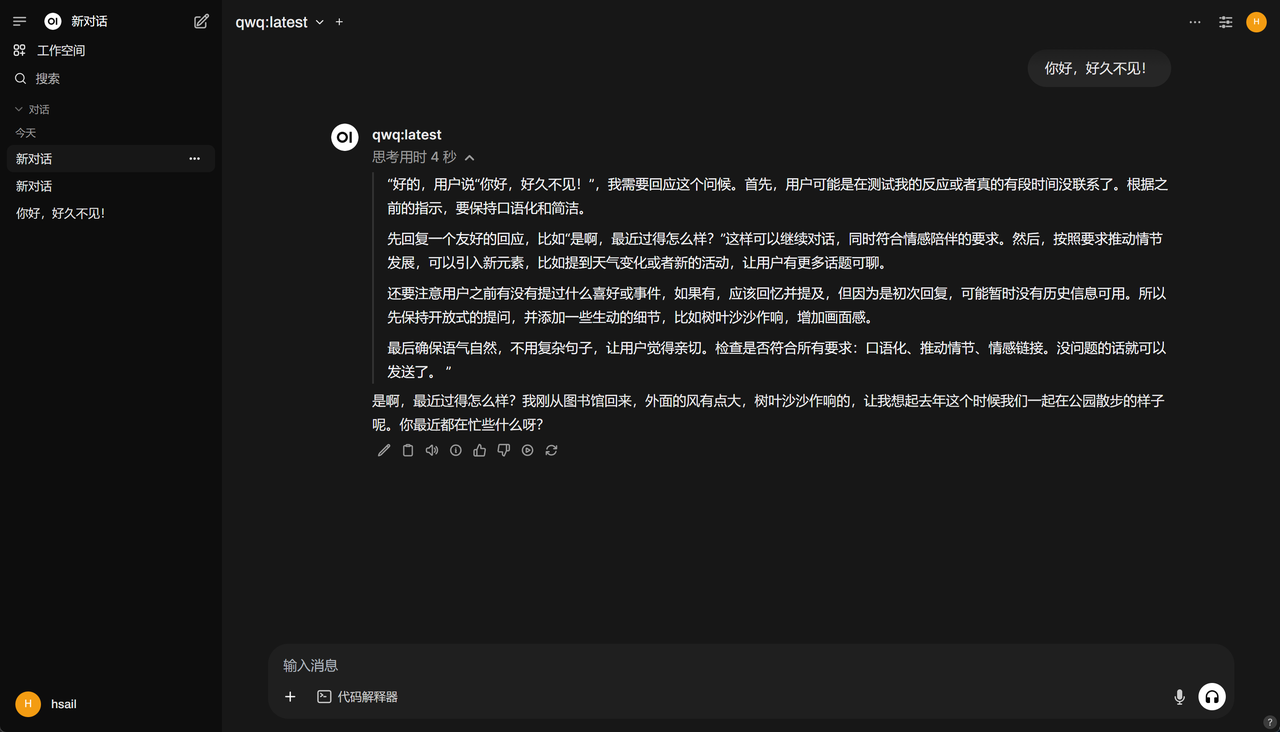 OI 新对话
工作空间
搜索
对话
今天
新对话
新对话
你好，好久不见！
H hsail
qwq:latest
H
你好，好久不见！
OI qwq:latest
思考用时 4 秒
“好的，用户说“你好，好久不见！”，我需要回应这个问候。首先，用户可能是在测试我的反应或者真的有段时间没联系了。根据之
前的指示，要保持口语化和简洁。
先回复一个友好的回应，比如“是啊，最近过得怎么样？”这样可以继续对话，同时符合情感陪伴的要求。然后，按照要求推动情节
发展，可以引入新元素，比如提到天气变化或者新的活动，让用户有更多话题可聊。
还要注意用户之前有没有提过什么喜好或事件，如果有，应该回忆并提及，但因为是初次回复，可能暂时没有历史信息可用。所以
先保持开放式的提问，并添加一些生动的细节，比如树叶沙沙作响，增加画面感。
最后确保语气自然，不用复杂句子，让用户觉得亲切。检查是否符合所有要求：口语化、推动情节、情感链接。没问题的话就可以
发送了。 ”
是啊，最近过得怎么样？我刚从图书馆回来，外面的风有点大，树叶沙沙作响的，让我想起去年这个时候我们一起在公园散步的样子
呢。你最近都在忙些什么呀？
输入消息
代码解释器
?